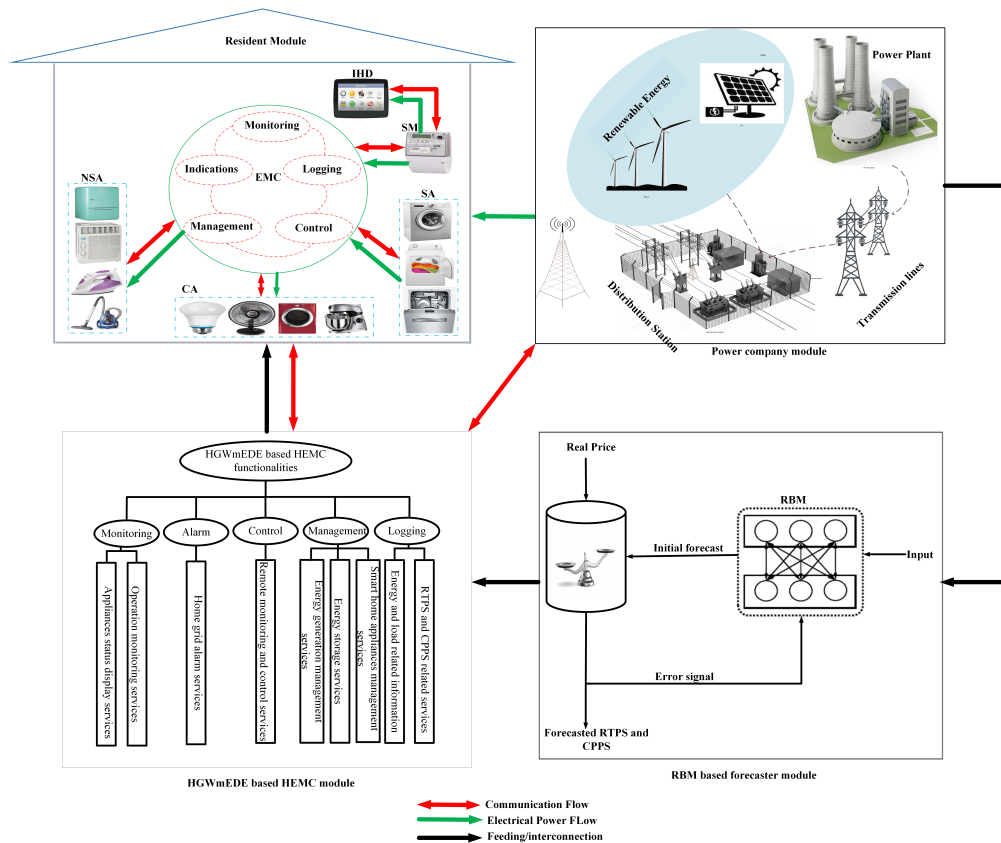 Resident Module
IHD
SM
Monitoring
Indications
EMC
Logging
Management
Control
NSA
SA
CA
Renewable Energy
Power Plant
Distribution Station
Transmission lines
Power company module
HGWmEDE based HEMC
functionalities
Monitoring
Alarm
Control
Management
Logging
Appliances status display services
Operation monitoring services
Home grid alarm services
Remote monitoring and control services
Energy generation management
services
Energy storage services
Smart home appliances management
services
Energy and load related information
RTPS and CPPS related services
HGWmEDE based HEMC module
Real Price
RBM
Initial forecast
Input
Error signal
Forecasted RTPS and
CPPS
RBM based forecaster module
Communication Flow
Electrical Power FLow
Feeding/interconnection